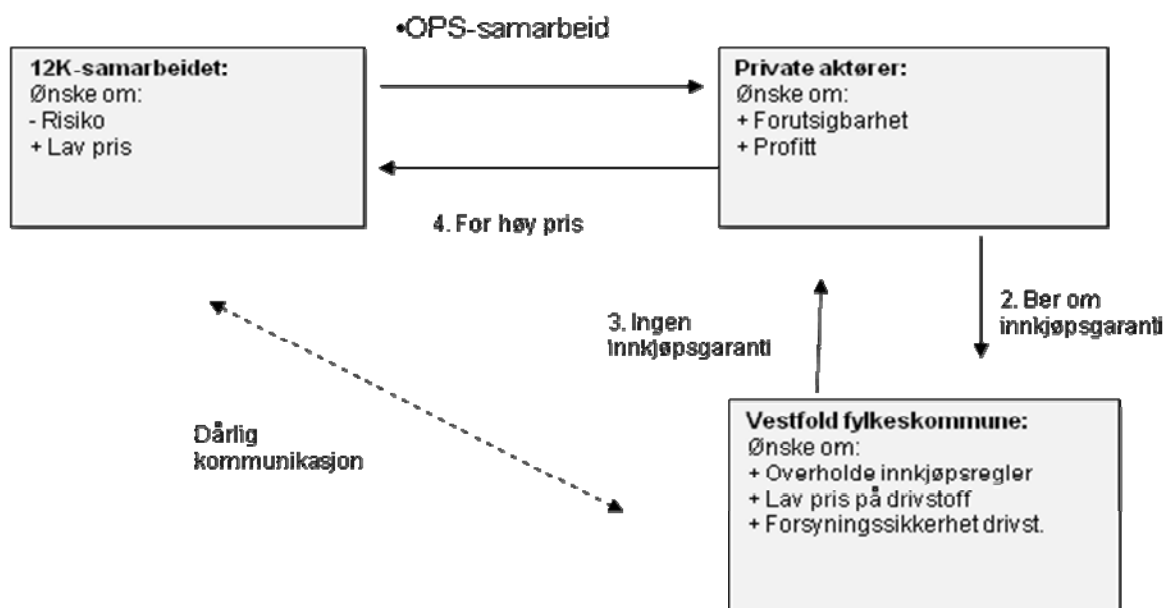 •OPS-samarbeid
12K-samarbeidet:
Ønske om:
- Risiko
+ Lav pris
Private aktører:
Ønske om:
+ Forutsigbarhet
+ Profitt
4. For høy pris
2. Ber om
innkjøpsgaranti
3. Ingen
innkjøpsgaranti
Dårlig
kommunikasjon
Vestfold fylkeskommune:
Ønske om:
+ Overholde innkjøpsregler
+ Lav pris på drivstoff
+ Forsyningssikkerhet drivst.